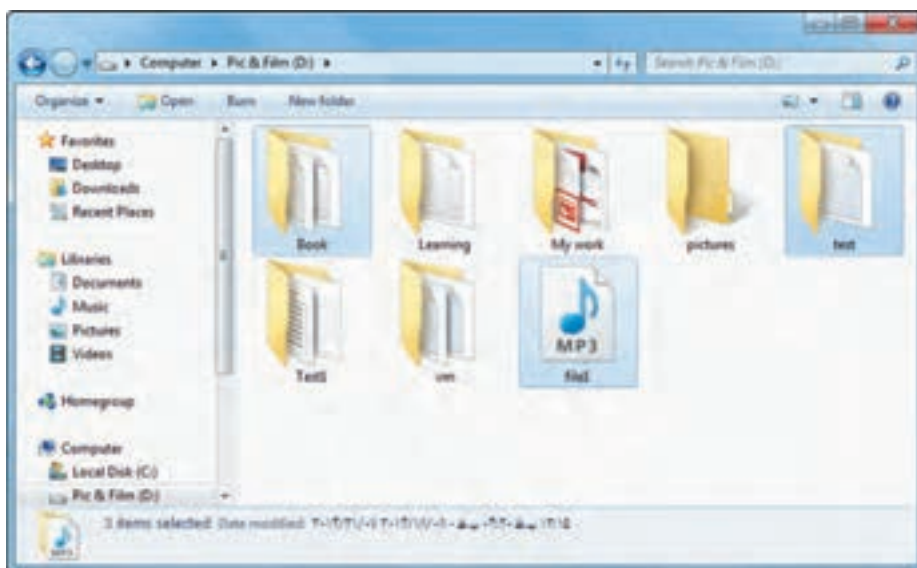 Computer Pic & Film (D:)
Search Pic & Film (D:)
Organize Open Burn New folder
Favorites
Desktop
Downloads
Recent Places
Libraries
Documents
Music
Pictures
Videos
Homegroup
Computer
Local Disk (C:)
Pic & Film (D:)
Book Learning My work pictures test
MP3
file1
3 items selected Date modified:
MP3